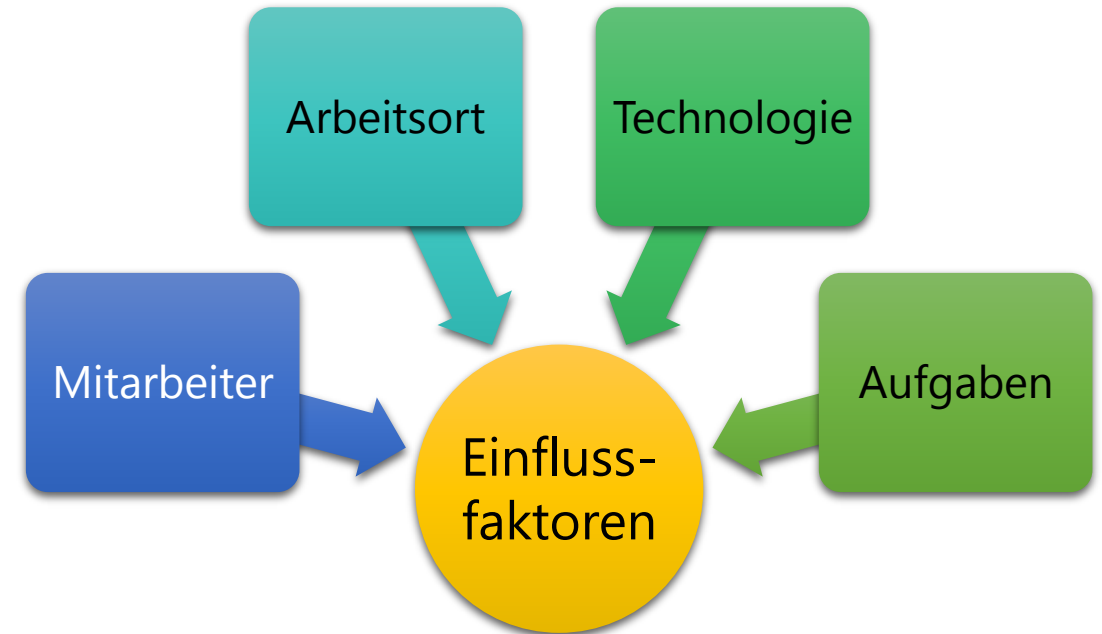 Arbeitsort
Technologie
Mitarbeiter
Aufgaben
Einfluss-
faktoren